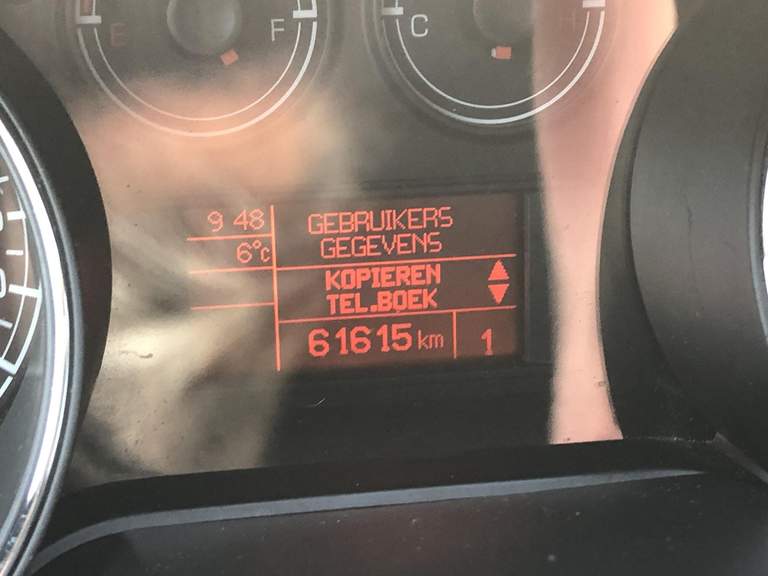 E F
C H
9 48
GEBRUIKERS
GEGEVENS
6°c
KOPIEREN
TEL.BOEK
61615 km 1